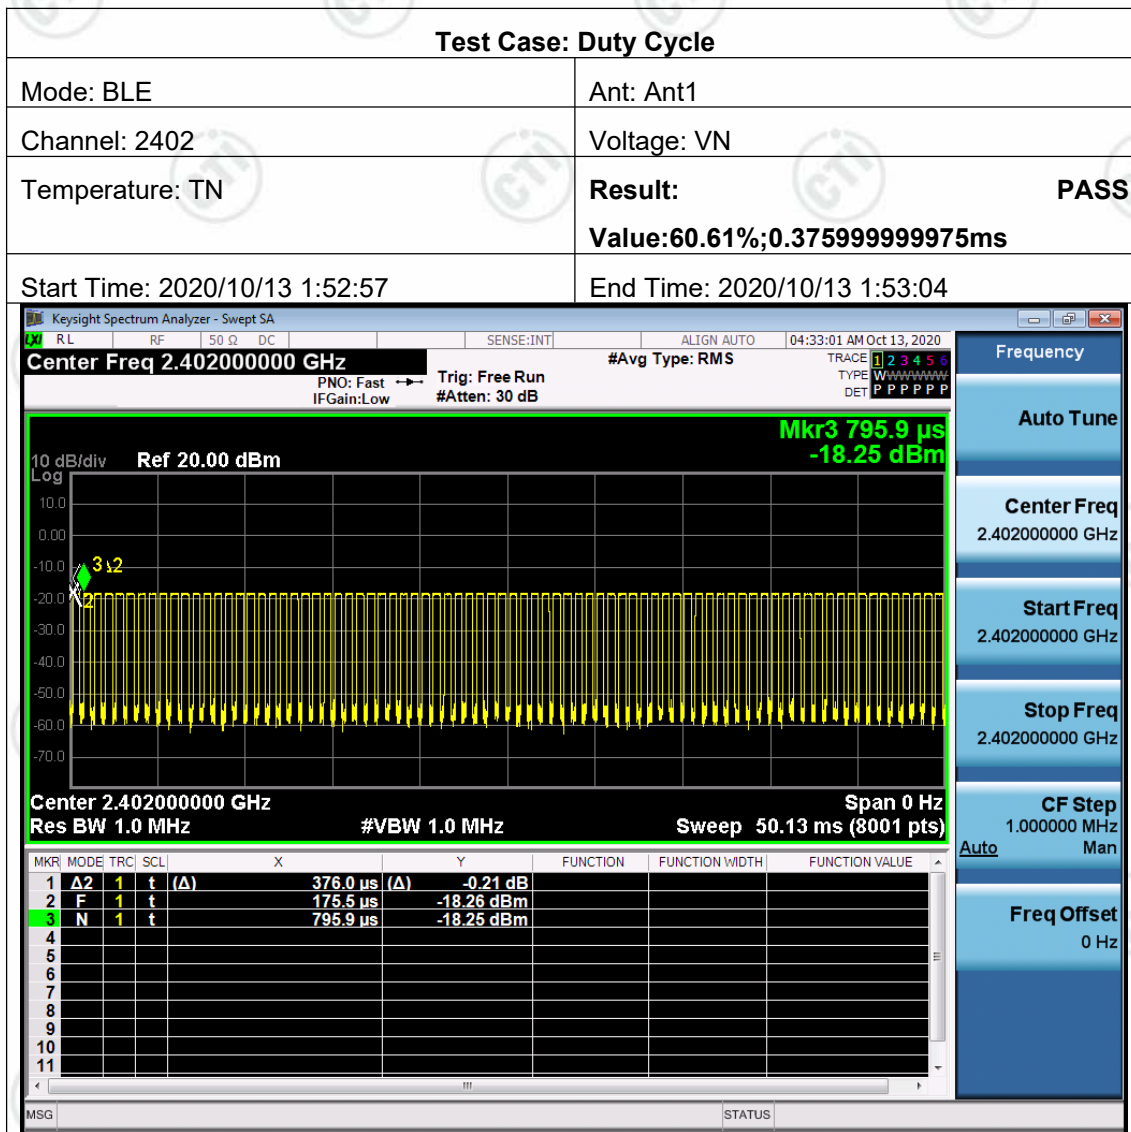 Test Case: Duty Cycle
Mode: BLE
Ant: Ant1
Channel: 2402
Voltage: VN
Temperature: TN
Result: PASS
Value:60.61%;0.375999999975ms
Start Time: 2020/10/13 1:52:57
End Time: 2020/10/13 1:53:04
Keysight Spectrum Analyzer - Swept SA
LXI RL RF 50 Ω DC SENSE:INT ALIGN AUTO 04:33:01 AM Oct 13, 2020
Center Freq 2.402000000 GHz
PNO: Fast
IFGain:Low
Trig: Free Run
#Atten: 30 dB
#Avg Type: RMS
TRACE 1 2 3 4 5 6
TYPE WWWWWW
DET P P P P P P
Frequency
Auto Tune
Mkr3 795.9 µs
-18.25 dBm
10 dB/div
Log
Ref 20.00 dBm
10.0
0.00
-10.0
-20.0
-30.0
-40.0
-50.0
-60.0
-70.0
3
Δ2
2
Center 2.402000000 GHz
Span 0 Hz
Res BW 1.0 MHz
#VBW 1.0 MHz
Sweep 50.13 ms (8001 pts)
MKR MODE TRC SCL X Y FUNCTION FUNCTION WIDTH FUNCTION VALUE
1 Δ2 1 t (Δ) 376.0 µs (Δ) -0.21 dB
2 F 1 t 175.5 µs -18.26 dBm
3 N 1 t 795.9 µs -18.25 dBm
4
5
6
7
8
9
10
11
Center Freq
2.402000000 GHz
Start Freq
2.402000000 GHz
Stop Freq
2.402000000 GHz
CF Step
1.000000 MHz
Auto Man
Freq Offset
0 Hz
MSG
STATUS
CTI
CTI
CTI